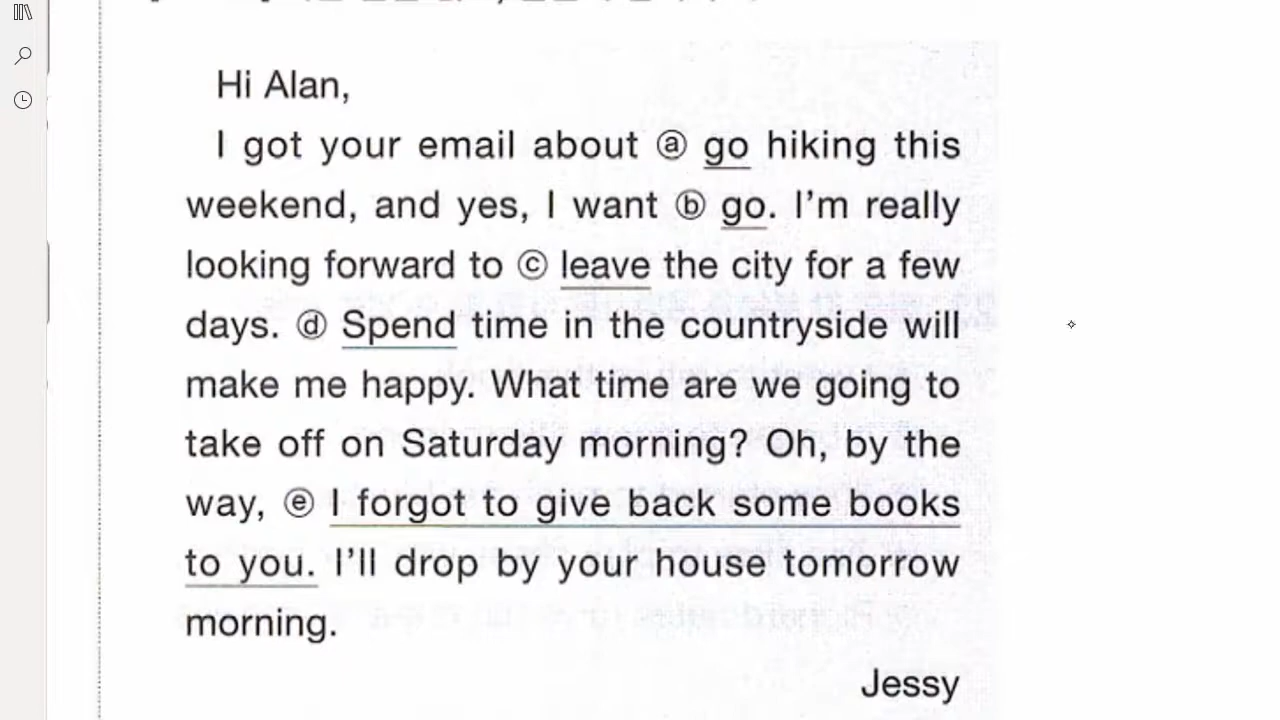 Hi Alan,
I got your email about ⓐ go hiking this
weekend, and yes, I want ⓑ go. I'm really
looking forward to ⓒ leave the city for a few
days. ⓓ Spend time in the countryside will
make me happy. What time are we going to
take off on Saturday morning? Oh, by the
way, ⓔ I forgot to give back some books
to you. I'll drop by your house tomorrow
morning.
Jessy